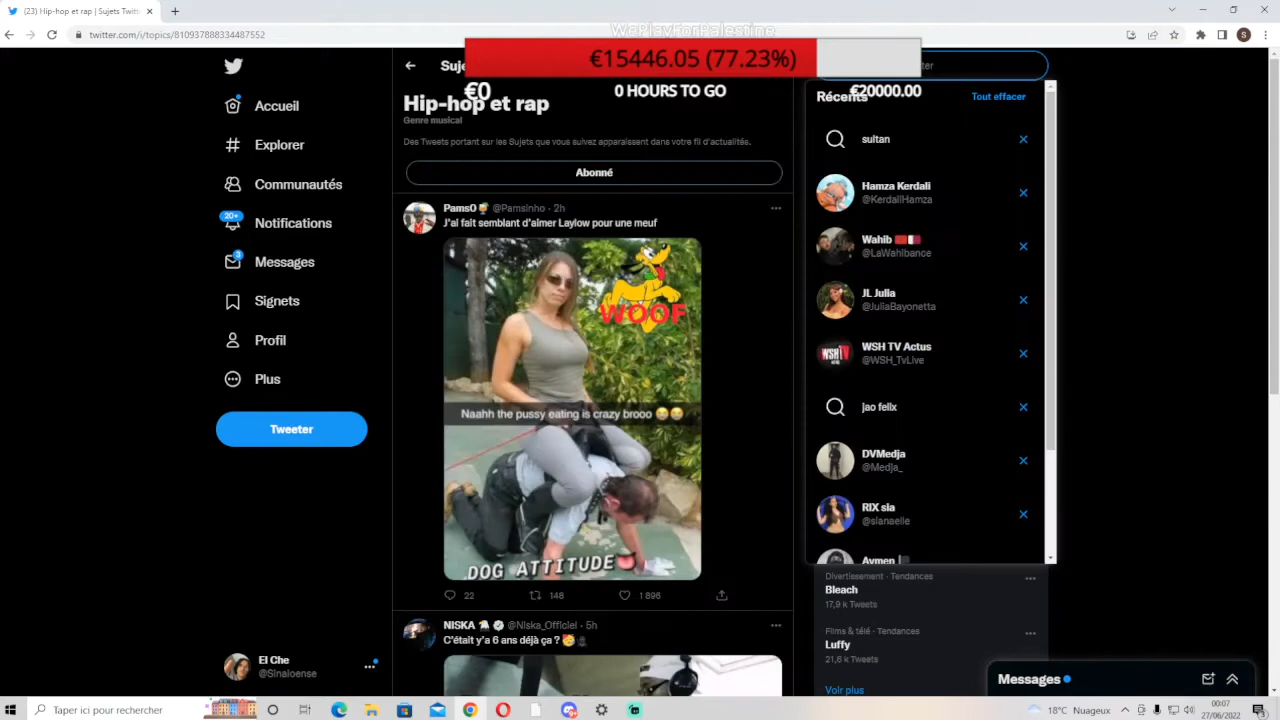 (23) Hip-hop et rap | Sujets Twitt
twitter.com/i/topics/810937888334487552
WePlayForPalestine
€15446.05 (77.23%)
€0
0 HOURS TO GO
€20000.00
Accueil
Explorer
Communautés
20+
Notifications
3
Messages
Signets
Profil
Plus
Tweeter
El Che
@Sinaloense
Hip-hop et rap
Genre musical
Des Tweets portant sur les Sujets que vous suivez apparaissent dans votre fil d'actualités.
Abonné
PamsO @Pamsinho · 2h
J'ai fait semblant d'aimer Laylow pour une meuf
WOOF
Naahh the pussy eating is crazy brooo 😭😭
DOG ATTITUDE
22
148
1 896
NISKA @Niska_Officiel · 5h
C'était y'a 6 ans déjà ça ?
Récents
Tout effacer
sultan
Hamza Kerdali
@KerdaliHamza
Wahib
@LaWahibance
JL Julia
@JuliaBayonetta
WSH TV Actus
@WSH_TvLive
jao felix
DVMedja
@Medja_
RIX sia
@sianaelle
Aymen
Divertissement · Tendances
Bleach
17,9 k Tweets
Films & télé · Tendances
Luffy
21,6 k Tweets
Voir plus
Messages
Taper ici pour rechercher
18°C Nuageux
00:07
27/06/2022